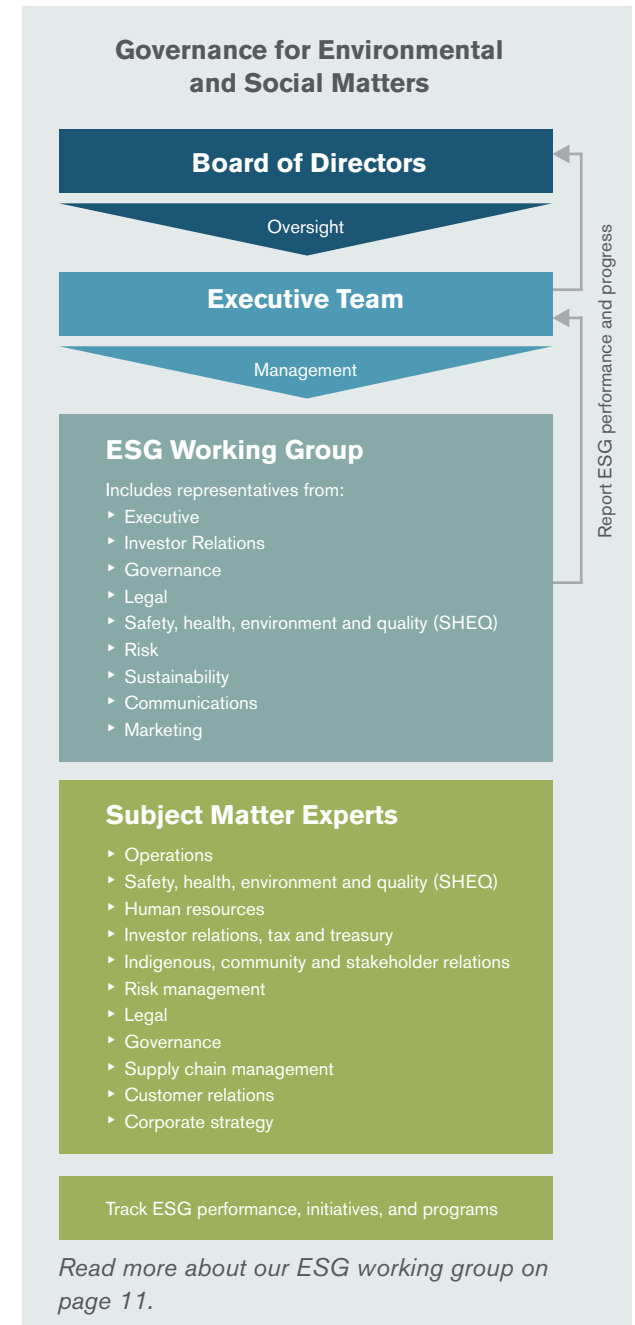 Governance for Environmental
and Social Matters
Board of Directors
Oversight
Executive Team
Management
Report ESG performance and progress
ESG Working Group
Includes representatives from:
‣ Executive
‣ Investor Relations
‣ Governance
‣ Legal
‣ Safety, health, environment and quality (SHEQ)
‣ Risk
‣ Sustainability
‣ Communications
‣ Marketing
Subject Matter Experts
‣ Operations
‣ Safety, health, environment and quality (SHEQ)
‣ Human resources
‣ Investor relations, tax and treasury
‣ Indigenous, community and stakeholder relations
‣ Risk management
‣ Legal
‣ Governance
‣ Supply chain management
‣ Customer relations
‣ Corporate strategy
Track ESG performance, initiatives, and programs
Read more about our ESG working group on
page 11.